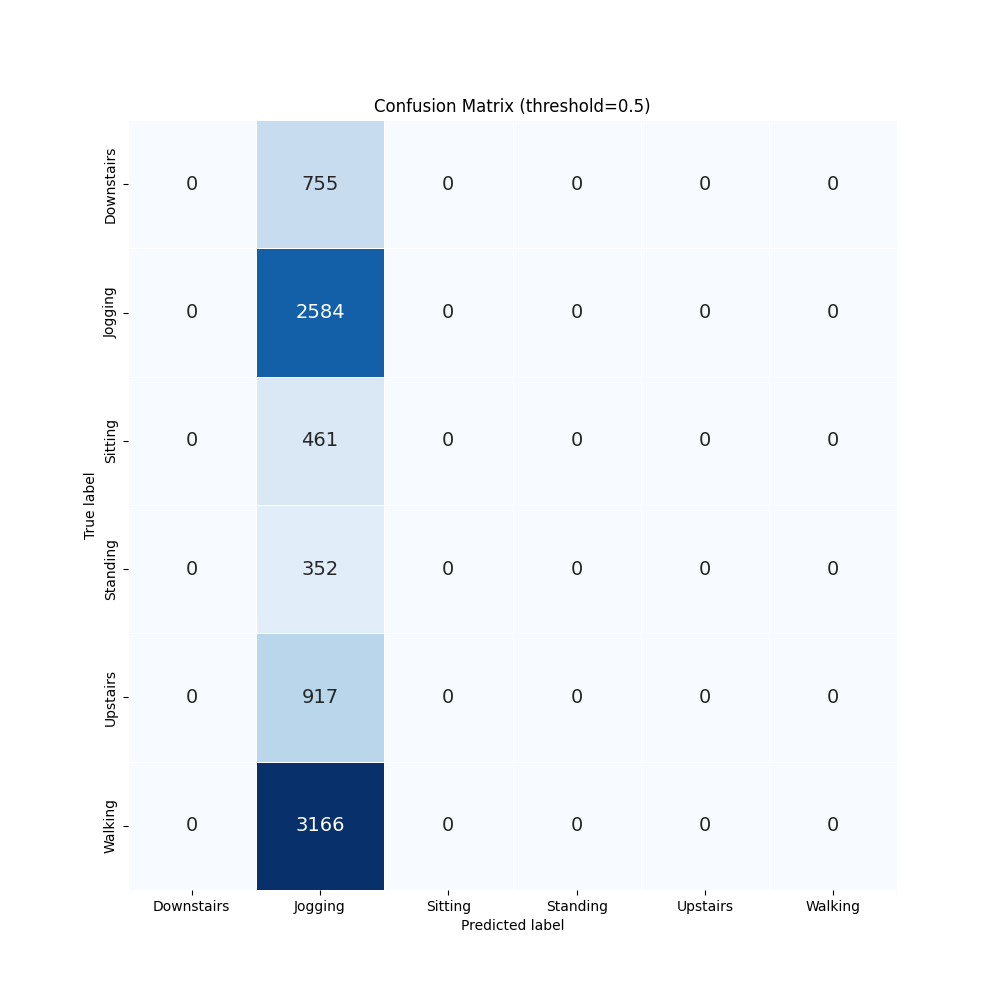 Confusion Matrix (threshold=0.5)
True label
Downstairs
0 755 0 0 0 0
Jogging
0 2584 0 0 0 0
Sitting
0 461 0 0 0 0
Standing
0 352 0 0 0 0
Upstairs
0 917 0 0 0 0
Walking
0 3166 0 0 0 0
Downstairs Jogging Sitting Standing Upstairs Walking
Predicted label